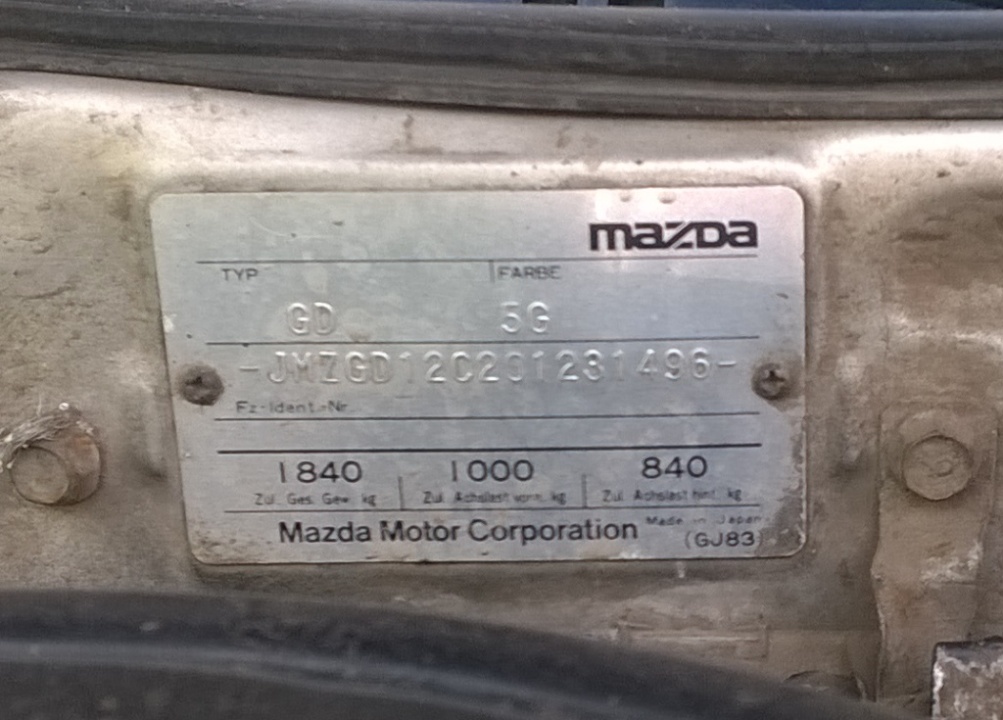 mazda
TYP FARBE
GD 5G
-JMZGD12C201231496-
Fz-Ident.-Nr.
1840 1000 840
Zul. Ges. Gew. kg Zul. Achslast vorn. kg Zul. Achslast hint. kg
Mazda Motor Corporation Made in Japan
(GJ83)